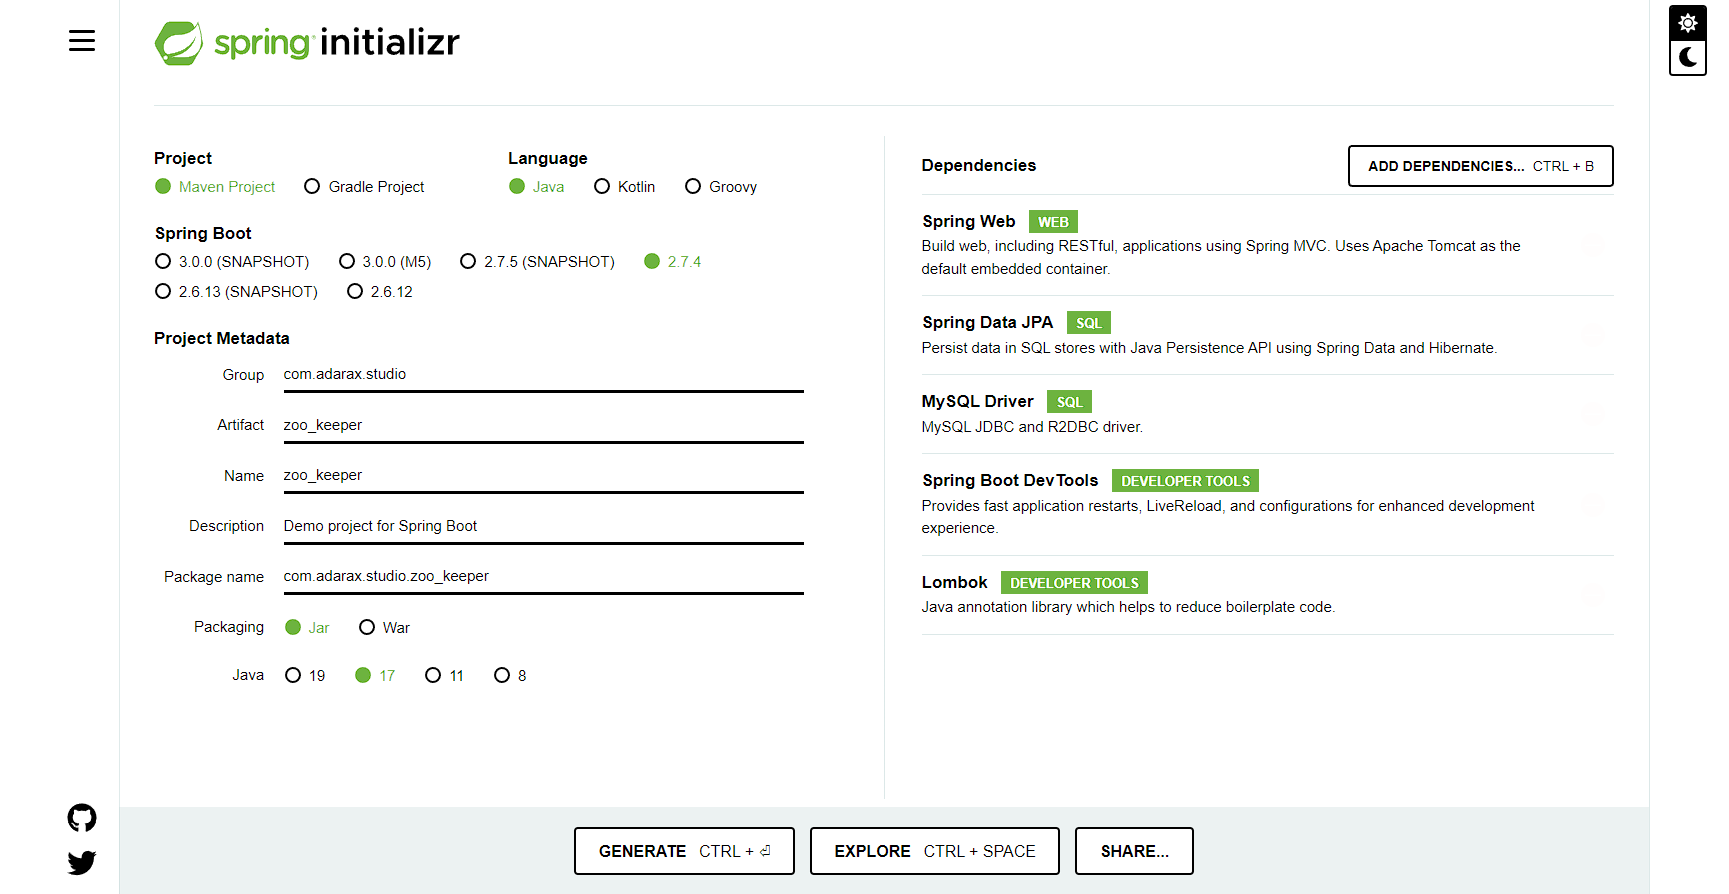 spring initializr
Project
Maven Project Gradle Project
Language
Java Kotlin Groovy
Spring Boot
3.0.0 (SNAPSHOT) 3.0.0 (M5) 2.7.5 (SNAPSHOT) 2.7.4
2.6.13 (SNAPSHOT) 2.6.12
Project Metadata
Group com.adarax.studio
Artifact zoo_keeper
Name zoo_keeper
Description Demo project for Spring Boot
Package name com.adarax.studio.zoo_keeper
Packaging Jar War
Java 19 17 11 8
Dependencies ADD DEPENDENCIES... CTRL + B
Spring Web WEB
Build web, including RESTful, applications using Spring MVC. Uses Apache Tomcat as the
default embedded container.
Spring Data JPA SQL
Persist data in SQL stores with Java Persistence API using Spring Data and Hibernate.
MySQL Driver SQL
MySQL JDBC and R2DBC driver.
Spring Boot DevTools DEVELOPER TOOLS
Provides fast application restarts, LiveReload, and configurations for enhanced development
experience.
Lombok DEVELOPER TOOLS
Java annotation library which helps to reduce boilerplate code.
GENERATE CTRL + ⏎ EXPLORE CTRL + SPACE SHARE...